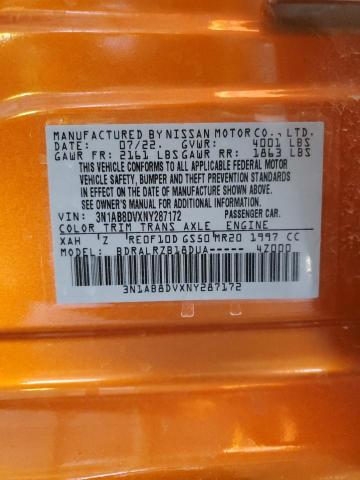 MANUFACTURED BY NISSAN MOTOR CO., LTD.
DATE: 07/22. GVWR: 4001 LBS
GAWR FR: 2161 LBS GAWR RR: 1863 LBS
THIS VEHICLE CONFORMS TO ALL APPLICABLE FEDERAL MOTOR
VEHICLE SAFETY, BUMPER AND THEFT PREVENTION STANDARDS
IN EFFECT ON THE DATE OF MANUFACTURE SHOWN ABOVE.
SEE OWNER'S MANUAL FOR ADDITIONAL INFORMATION.
VIN: 3N1AB8DVXNY287172 PASSENGER CAR.
COLOR TRIM TRANS AXLE ENGINE
XAH 'Z RE0F10D GS50 MR20 1997 CC
MODEL: BDRALRZB18DUA----- 4Z000
3N1AB8DVXNY287172